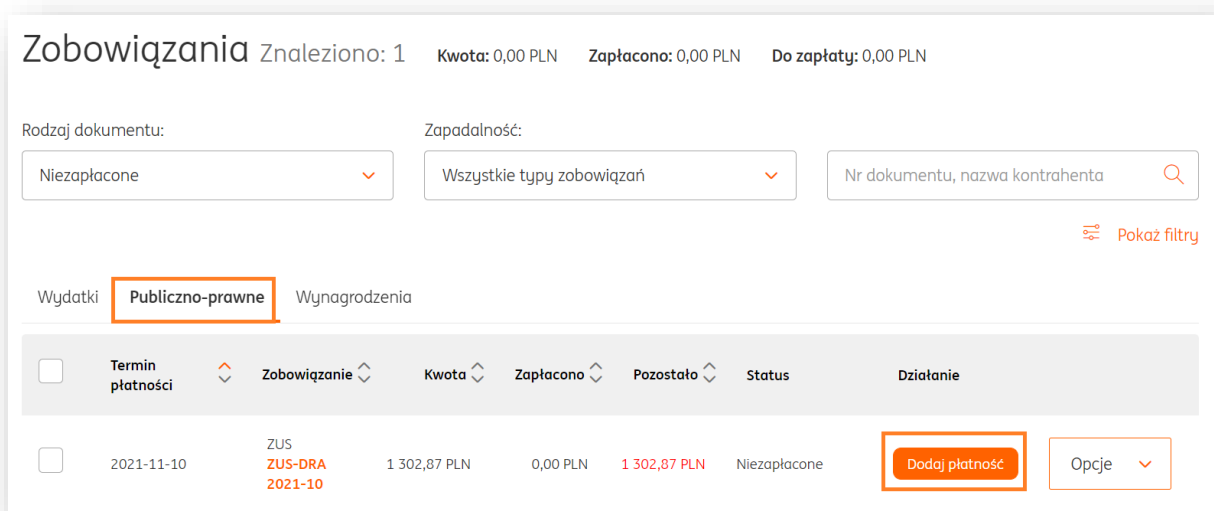 Zobowiązania Znaleziono: 1 Kwota: 0,00 PLN Zapłacono: 0,00 PLN Do zapłaty: 0,00 PLN
Rodzaj dokumentu: Zapadalność:
Niezapłacone Wszystkie typy zobowiązań Nr dokumentu, nazwa kontrahenta
Pokaż filtry
Wydatki Publiczno-prawne Wynagrodzenia
Termin płatności Zobowiązanie Kwota Zapłacono Pozostało Status Działanie
ZUS
2021-11-10 ZUS-DRA 1 302,87 PLN 0,00 PLN 1 302,87 PLN Niezapłacone Dodaj płatność Opcje
2021-10